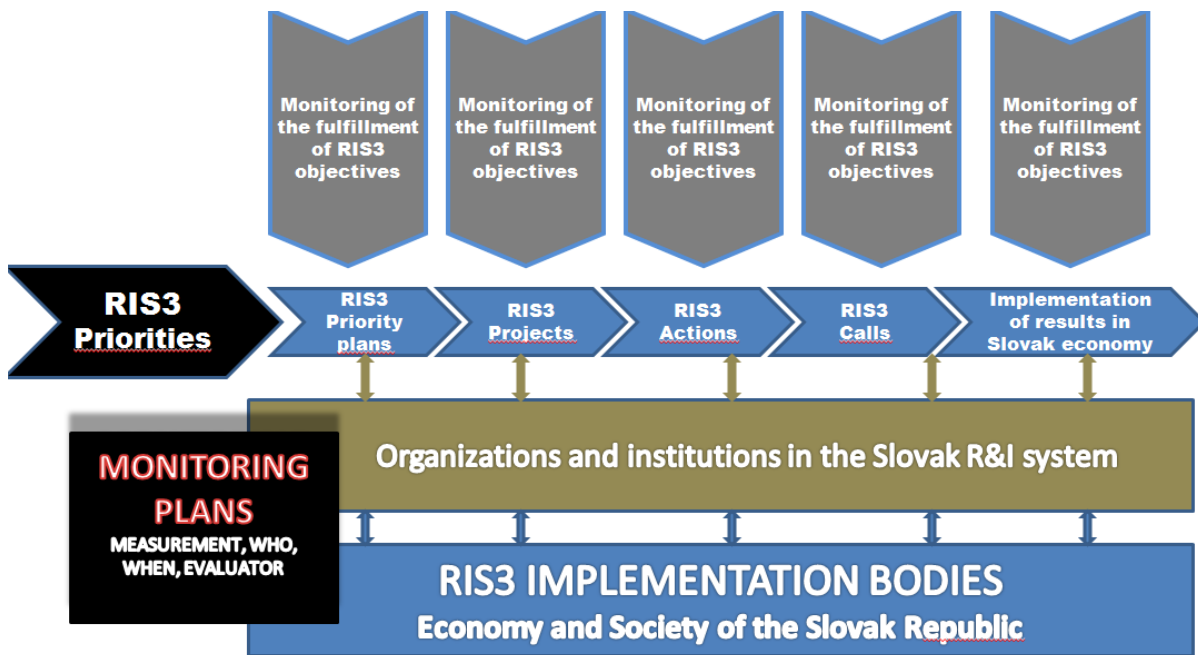 Monitoring of
the fulfillment
of RIS3
objectives
Monitoring of
the fulfillment
of RIS3
objectives
Monitoring of
the fulfillment
of RIS3
objectives
Monitoring of
the fulfillment
of RIS3
objectives
Monitoring of
the fulfillment
of RIS3
objectives
RIS3
Priorities
RIS3
Priority
plans
RIS3
Projects
RIS3
Actions
RIS3
Calls
Implementation
of results in
Slovak economy
MONITORING
PLANS
MEASUREMENT, WHO,
WHEN, EVALUATOR
Organizations and institutions in the Slovak R&I system
RIS3 IMPLEMENTATION BODIES
Economy and Society of the Slovak Republic